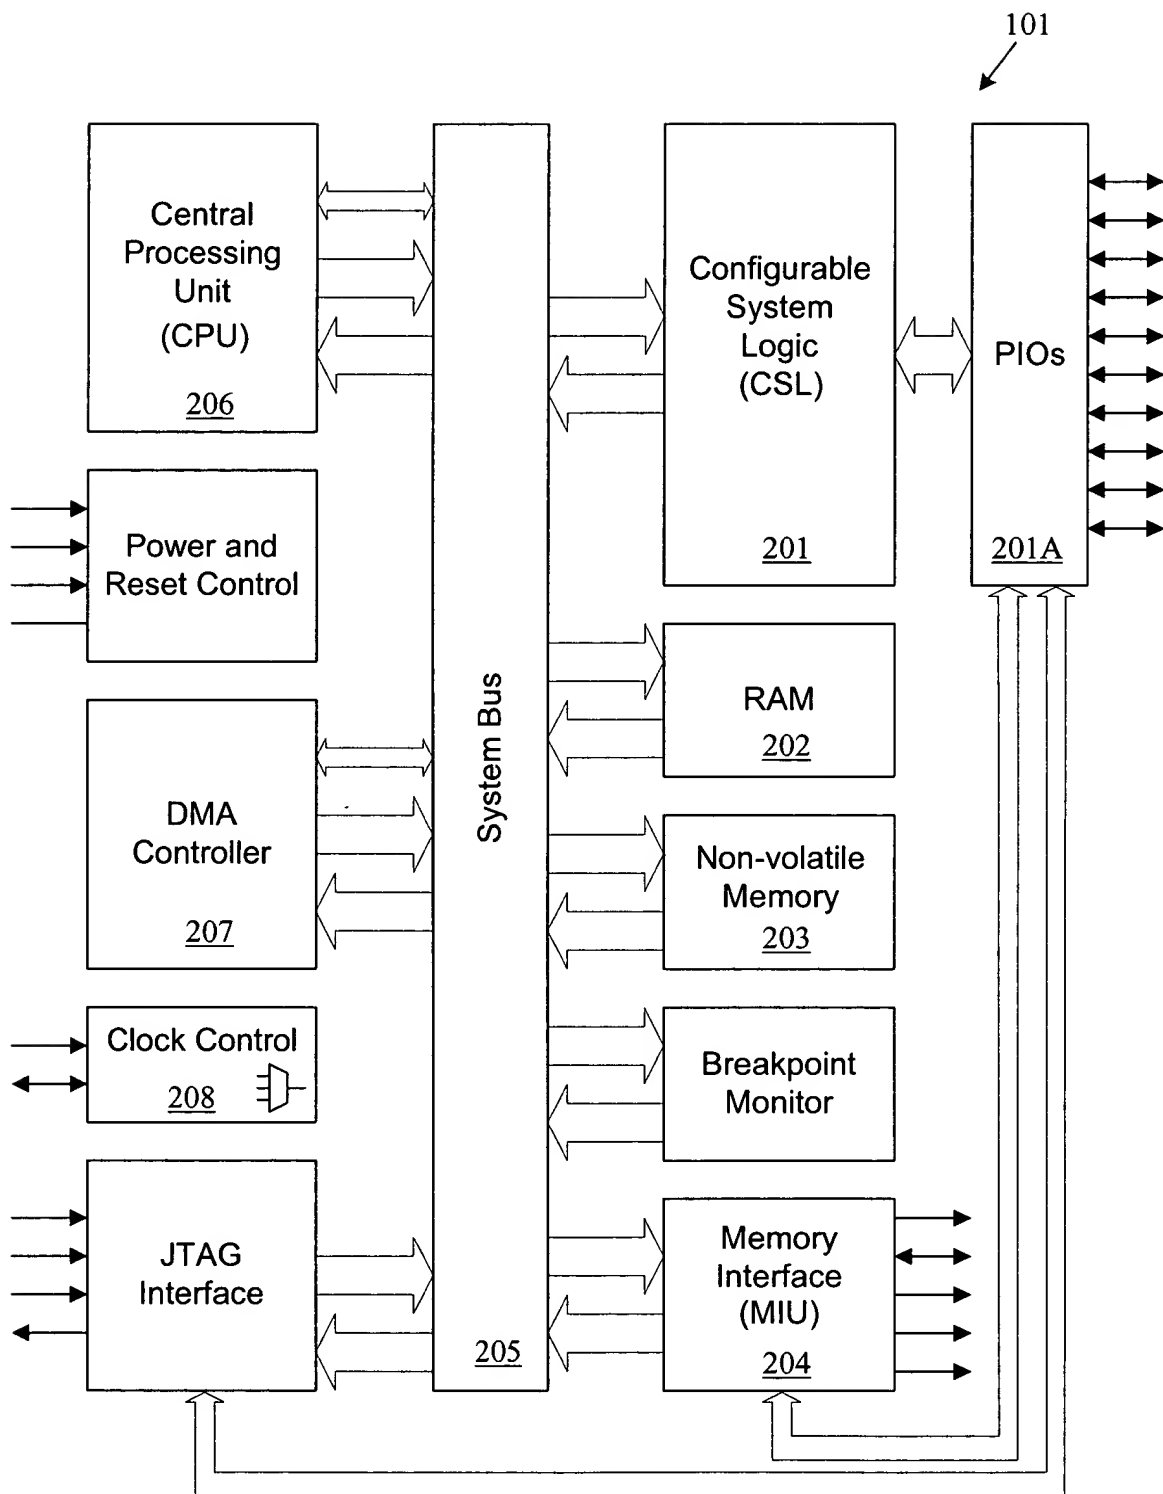 101
Central
Processing
Unit
(CPU)
206
Power and
Reset Control
DMA
Controller
207
Clock Control
208
JTAG
Interface
System Bus
205
Configurable
System
Logic
(CSL)
201
PIOs
201A
RAM
202
Non-volatile
Memory
203
Breakpoint
Monitor
Memory
Interface
(MIU)
204